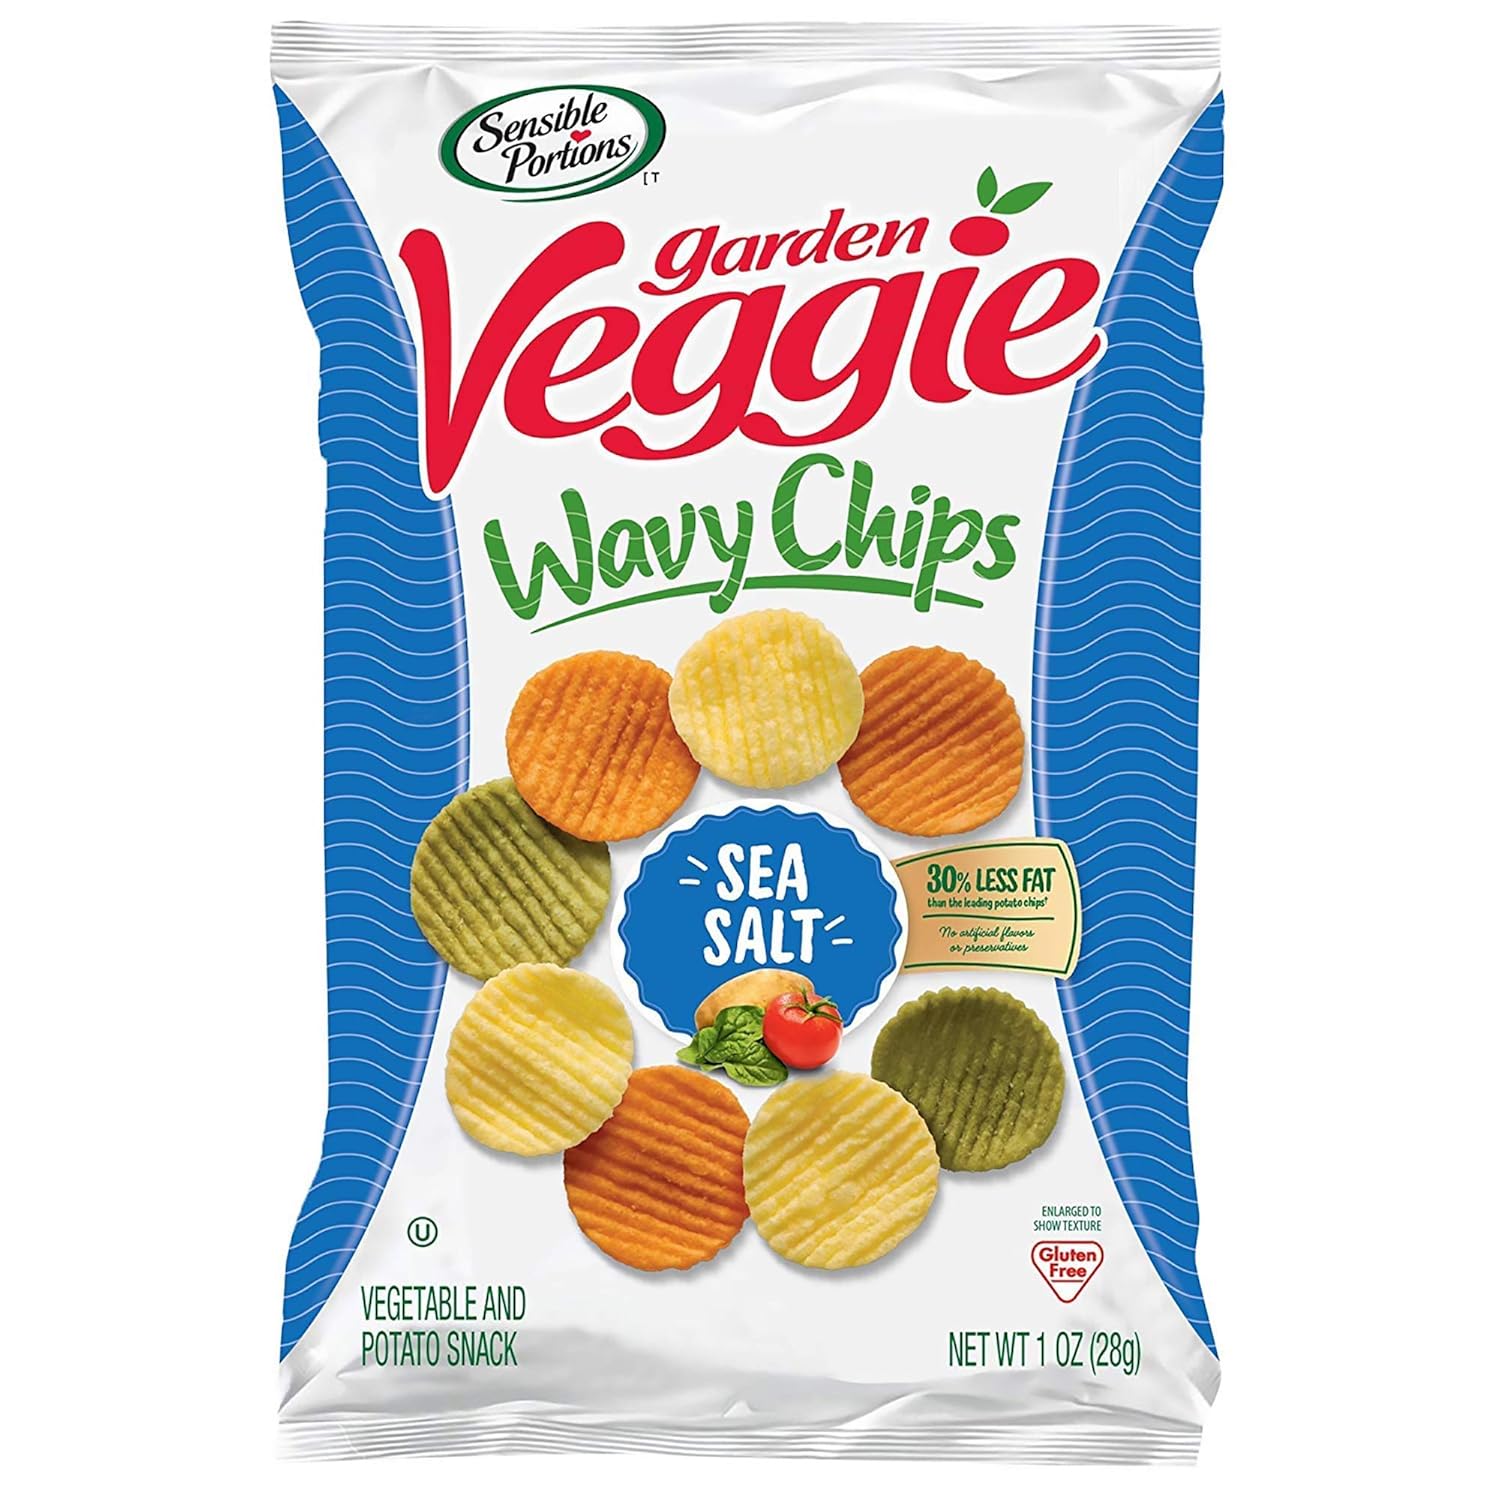 Sensible
Portions
garden
Veggie
Wavy Chips
SEA
SALT
30% LESS FAT
than the leading potato chips†
No artificial flavors
or preservatives
ENLARGED TO
SHOW TEXTURE
Gluten
Free
U
VEGETABLE AND
POTATO SNACK
NET WT 1 OZ (28g)